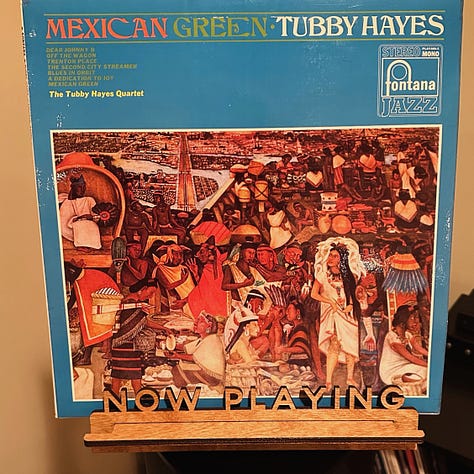 MEXICAN GREEN · TUBBY HAYES
DEAR JOHNNY B
OFF THE WAGON
TRENTON PLACE
THE SECOND CITY STEAMER
BLUES IN ORBIT
A DEDICATION TO JOY
MEXICAN GREEN
The Tubby Hayes Quartet
STEREO PLAYABLE MONO
fontana
JAZZ
NOW PLAYING